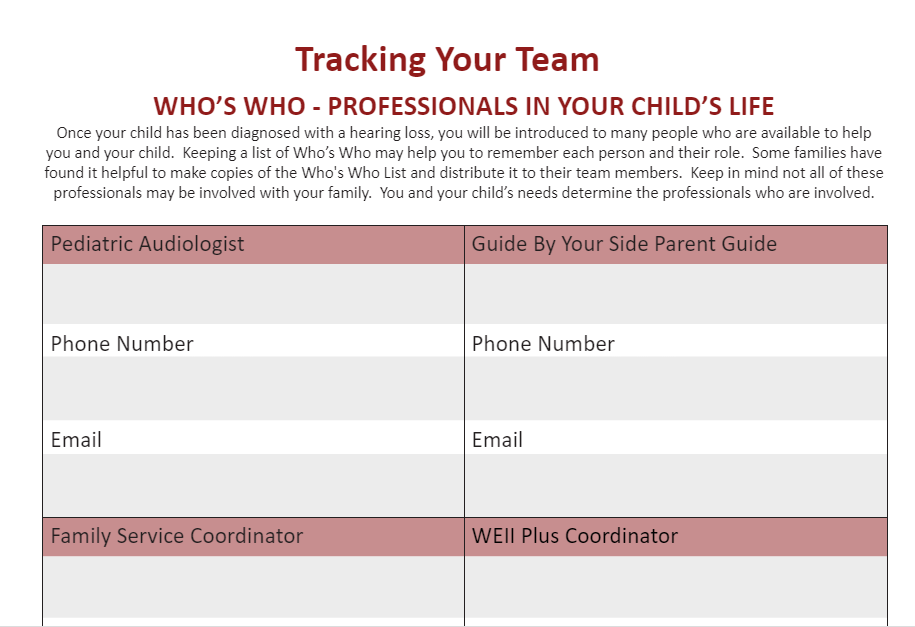 Tracking Your Team
WHO’S WHO - PROFESSIONALS IN YOUR CHILD’S LIFE
Once your child has been diagnosed with a hearing loss, you will be introduced to many people who are available to help
you and your child.  Keeping a list of Who’s Who may help you to remember each person and their role.  Some families have
found it helpful to make copies of the Who's Who List and distribute it to their team members.  Keep in mind not all of these
professionals may be involved with your family.  You and your child’s needs determine the professionals who are involved.
Pediatric Audiologist
Guide By Your Side Parent Guide
Phone Number
Phone Number
Email
Email
Family Service Coordinator
WEII Plus Coordinator